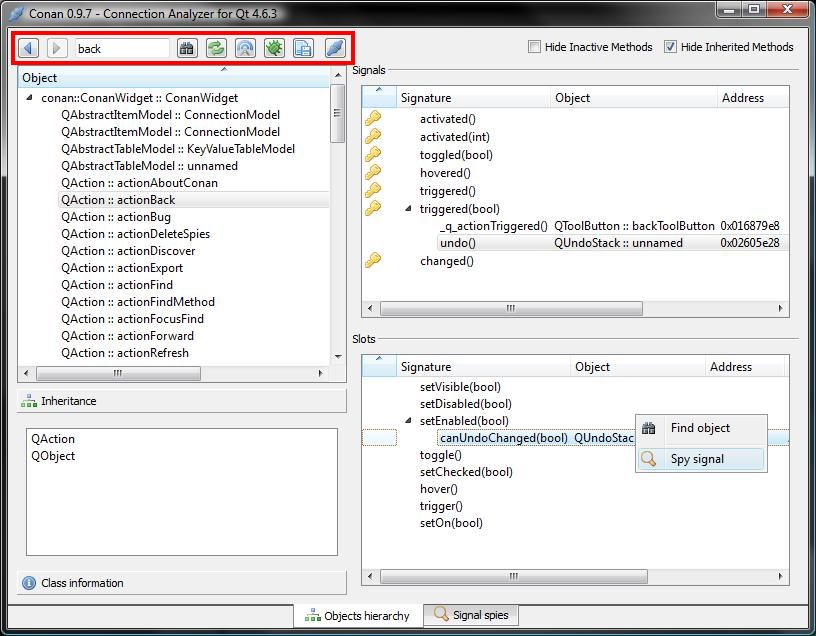 Conan 0.9.7 - Connection Analyzer for Qt 4.6.3
back
Hide Inactive Methods
Hide Inherited Methods
Object
conan::ConanWidget :: ConanWidget
QAbstractItemModel :: ConnectionModel
QAbstractItemModel :: ConnectionModel
QAbstractTableModel :: KeyValueTableModel
QAbstractTableModel :: unnamed
QAction :: actionAboutConan
QAction :: actionBack
QAction :: actionBug
QAction :: actionDeleteSpies
QAction :: actionDiscover
QAction :: actionExport
QAction :: actionFind
QAction :: actionFindMethod
QAction :: actionFocusFind
QAction :: actionForward
QAction :: actionRefresh
Inheritance
QAction
QObject
Class information
Signals
Signature Object Address
activated()
activated(int)
toggled(bool)
hovered()
triggered()
triggered(bool)
_q_actionTriggered() QToolButton :: backToolButton 0x016879e8
undo() QUndoStack :: unnamed 0x02605e28
changed()
Slots
Signature Object Address
setVisible(bool)
setDisabled(bool)
setEnabled(bool)
canUndoChanged(bool) QUndoStac
toggle()
setChecked(bool)
hover()
trigger()
setOn(bool)
Find object
Spy signal
Objects hierarchy
Signal spies